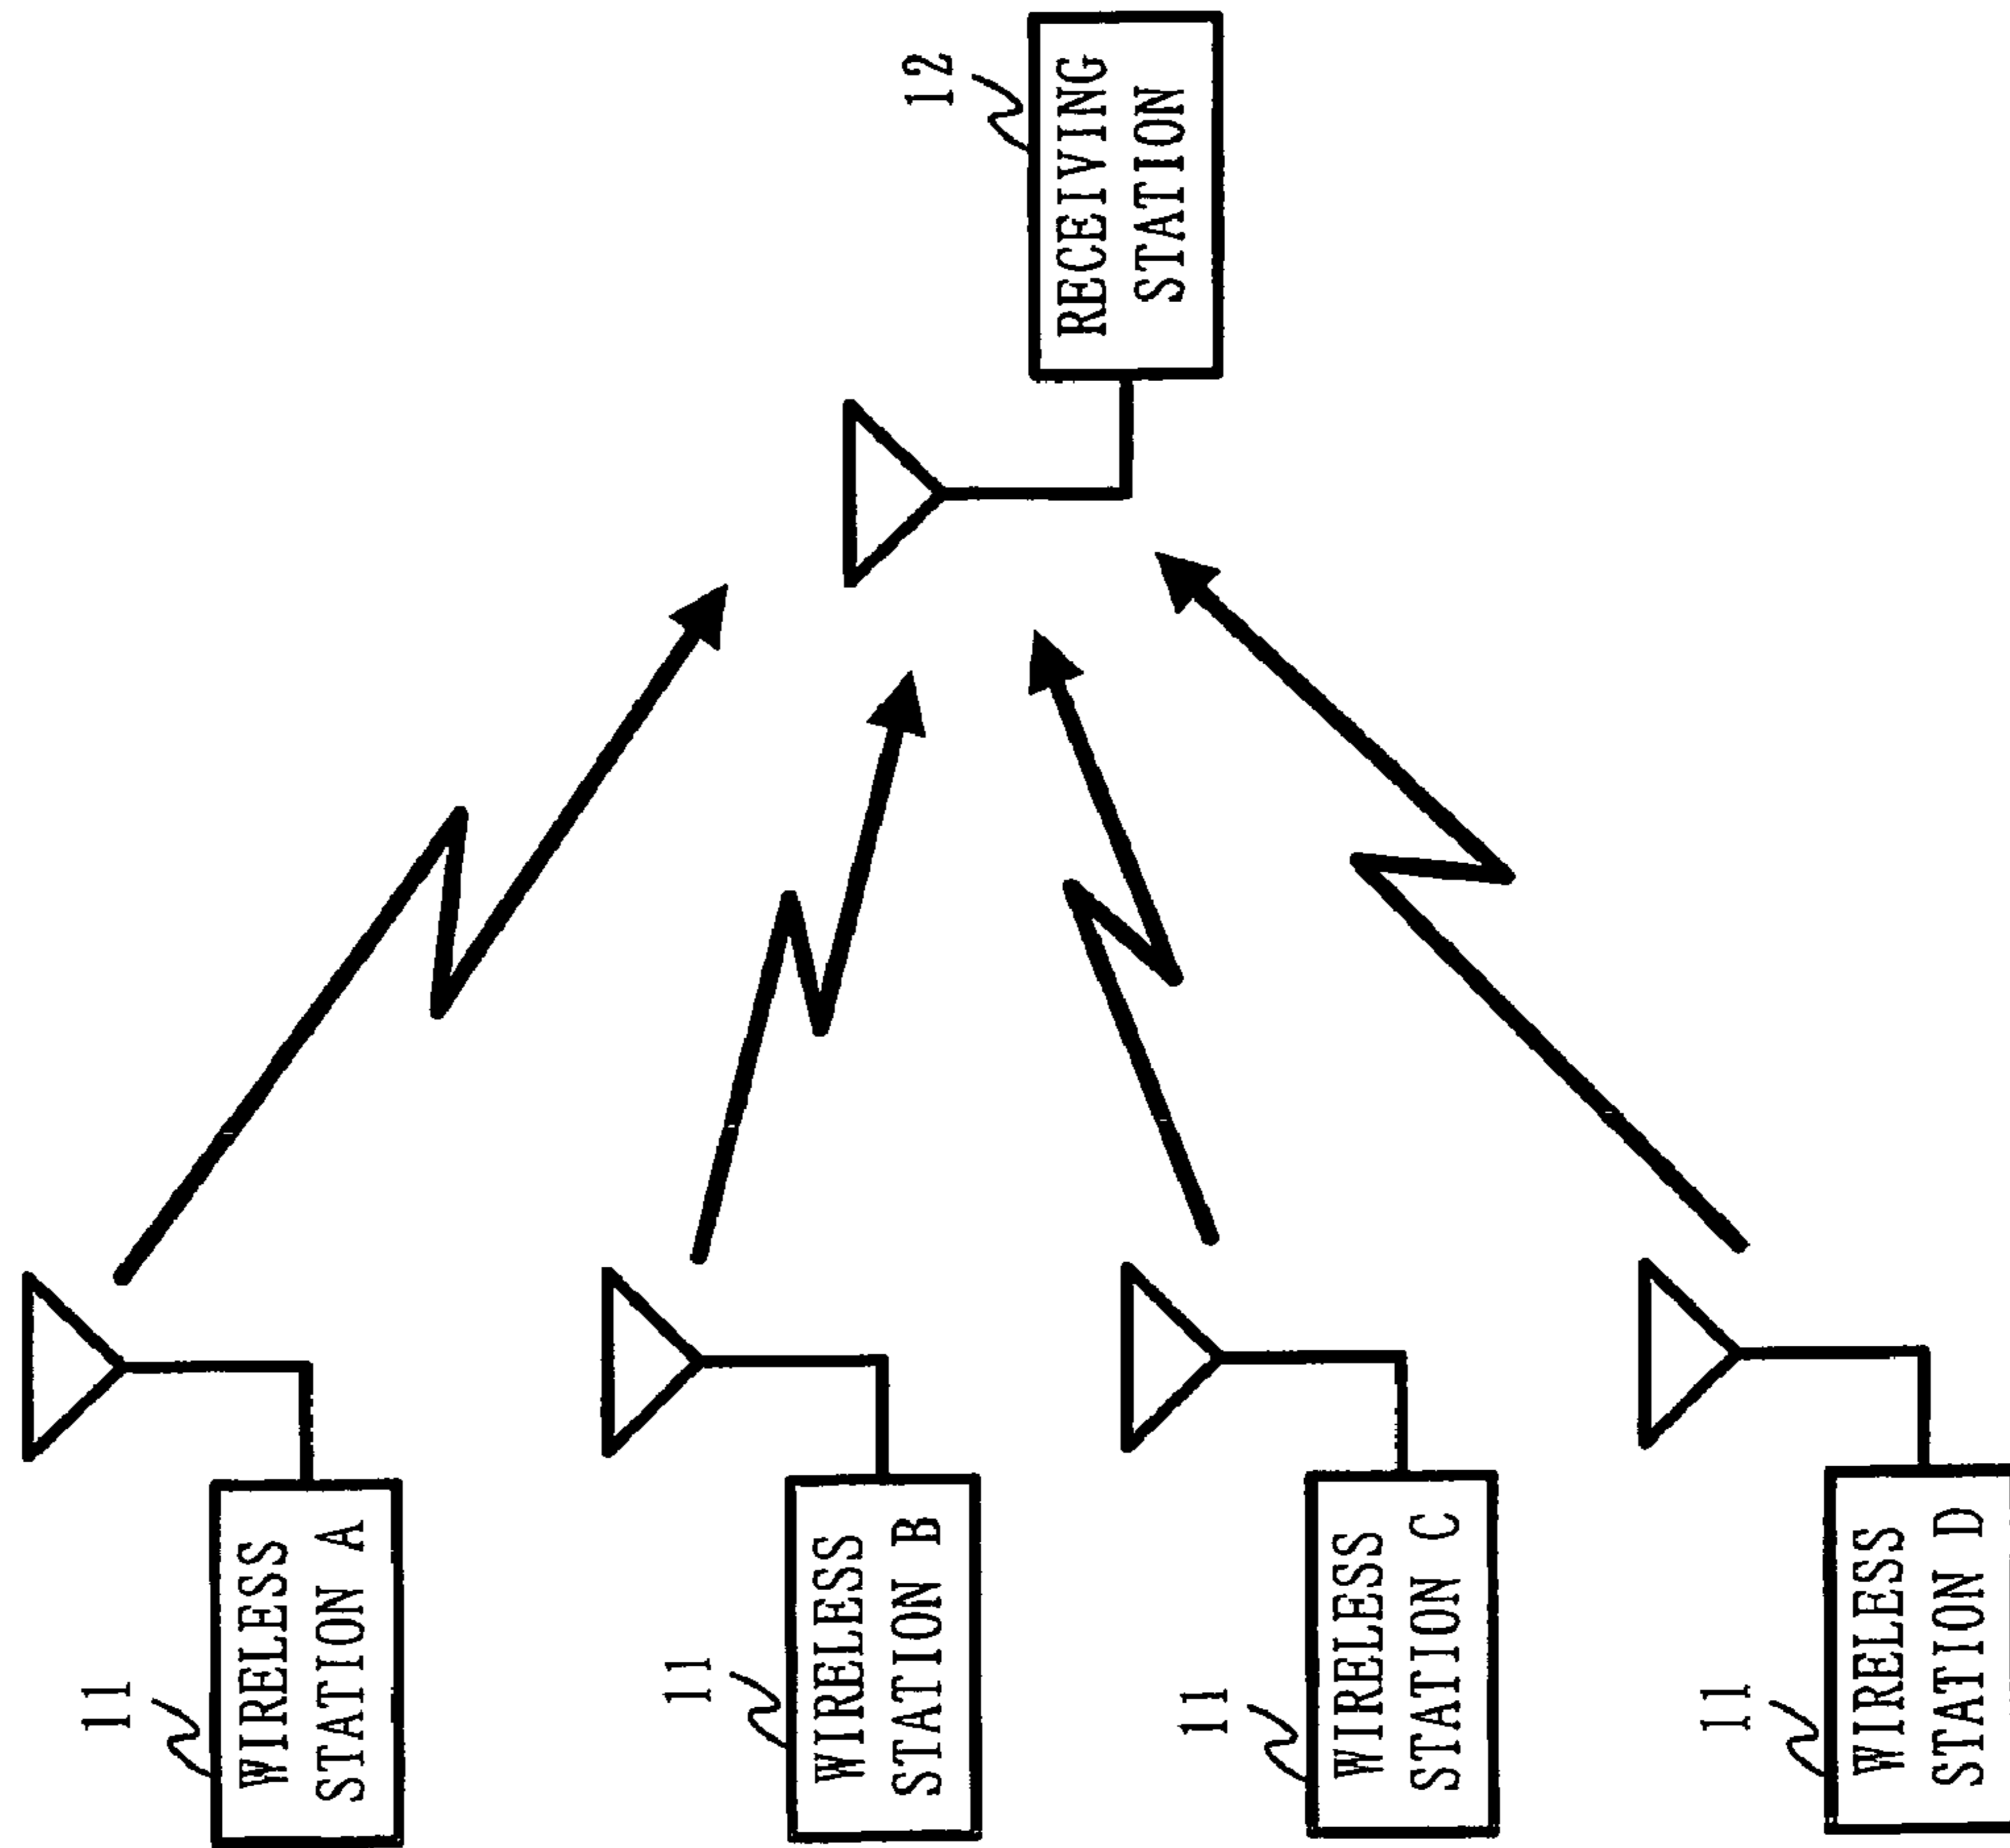 11
WIRELESS
STATION A
11
WIRELESS
STATION B
11
WIRELESS
STATION C
11
WIRELESS
STATION D
12
RECEIVING
STATION